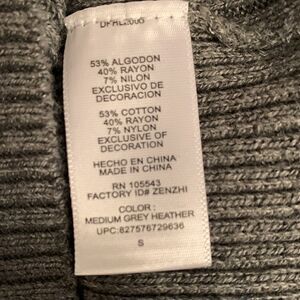 53% ALGODON
40% RAYON
7% NILON
EXCLUSIVO DE
DECORACION
53% COTTON
40% RAYON
7% NYLON
EXCLUSIVE OF
DECORATION
HECHO EN CHINA
MADE IN CHINA
RN 105543
FACTORY ID# ZENZHI
COLOR :
MEDIUM GREY HEATHER
UPC:827576729636
S